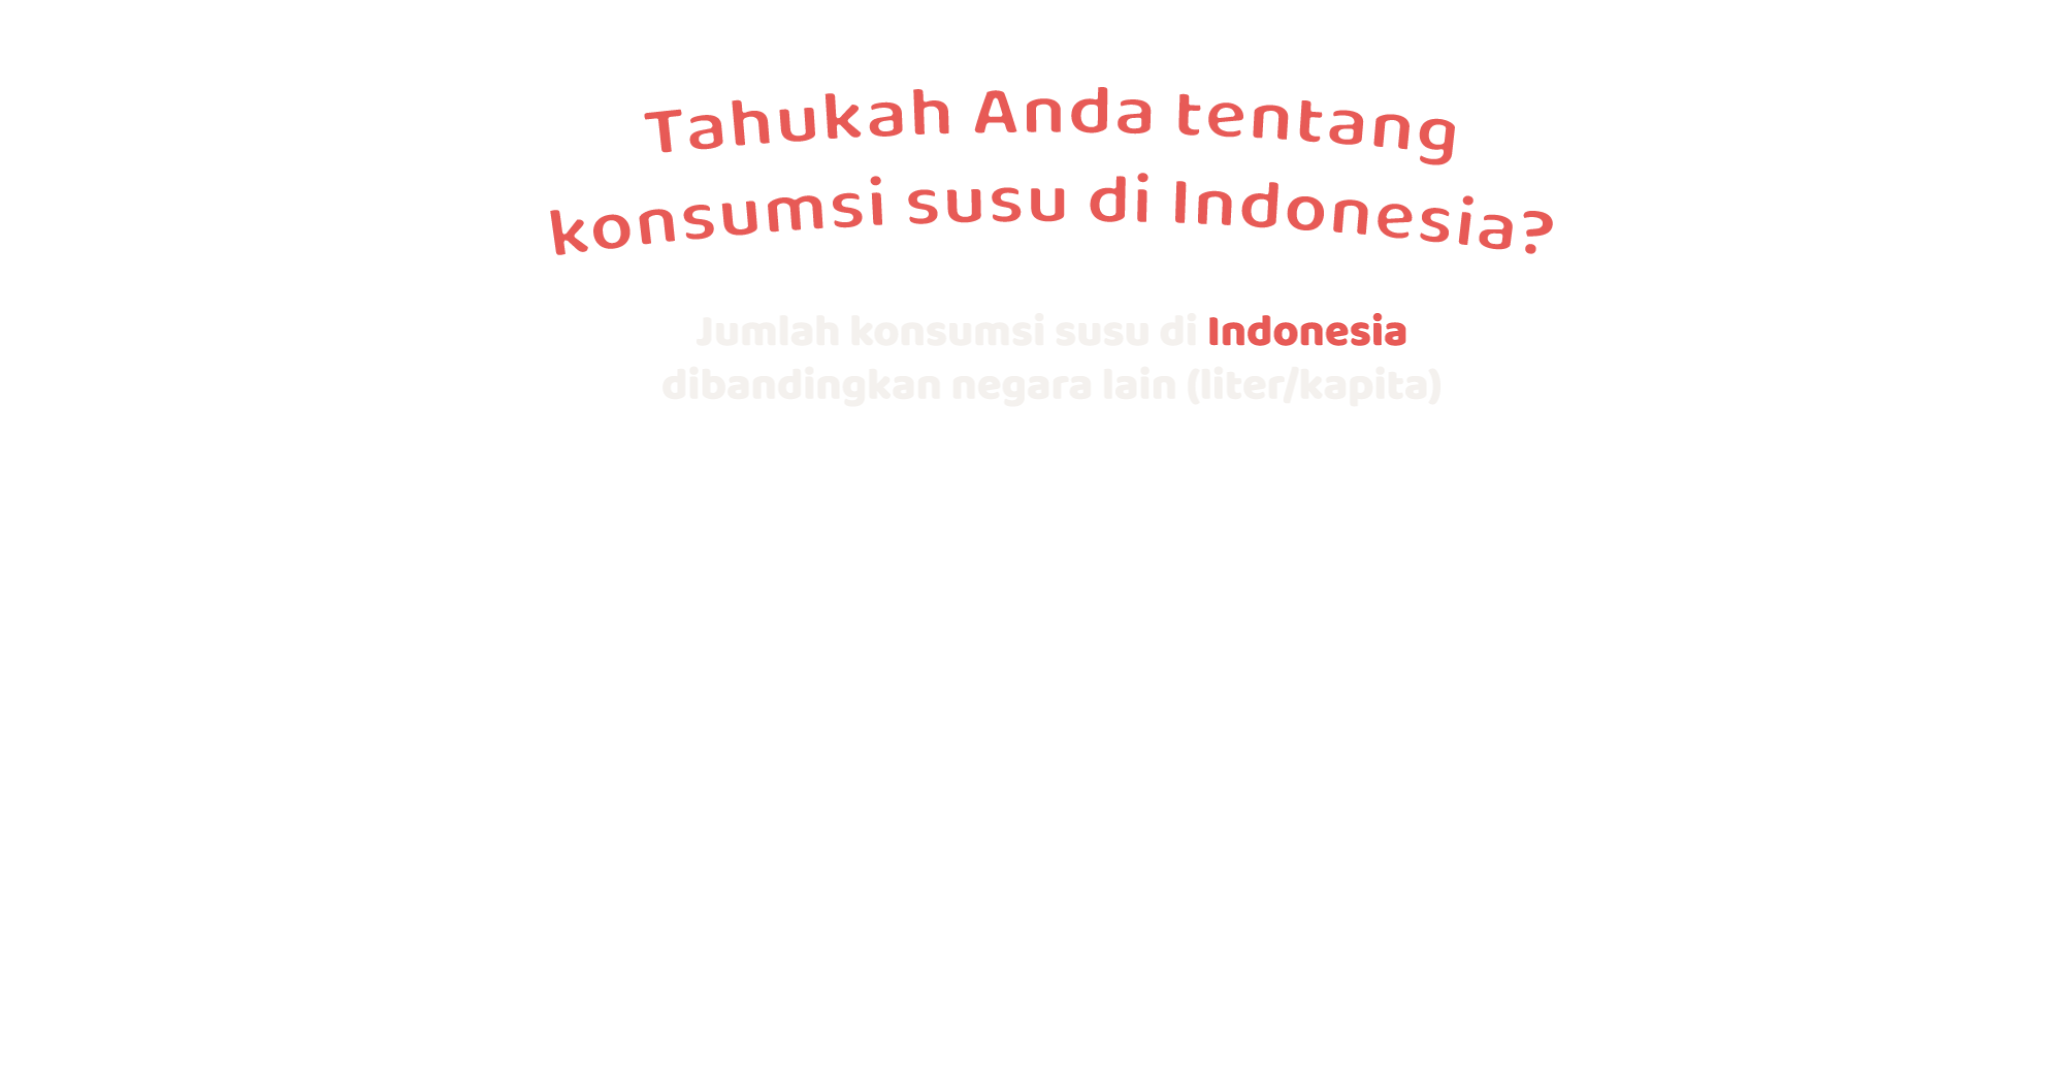 Tahukah Anda tentang
konsumsi susu di Indonesia?
Jumlah konsumsi susu di Indonesia
dibandingkan negara lain (liter/kapita)